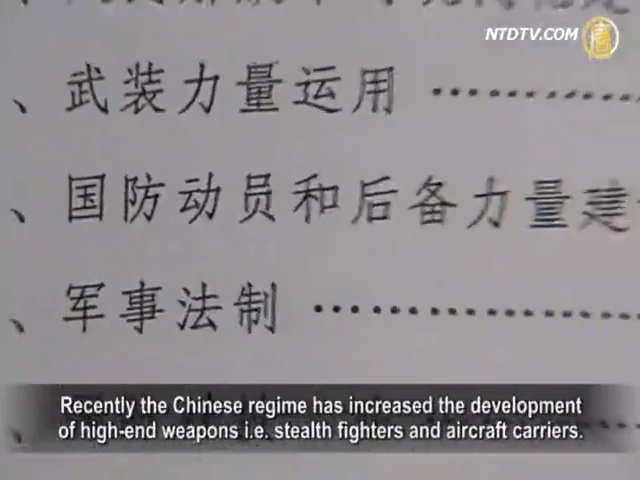 NTDTV.COM
、武装力量运用 ············
、国防动员和后备力量建
、军事法制 ··················
Recently the Chinese regime has increased the development
of high-end weapons i.e. stealth fighters and aircraft carriers.